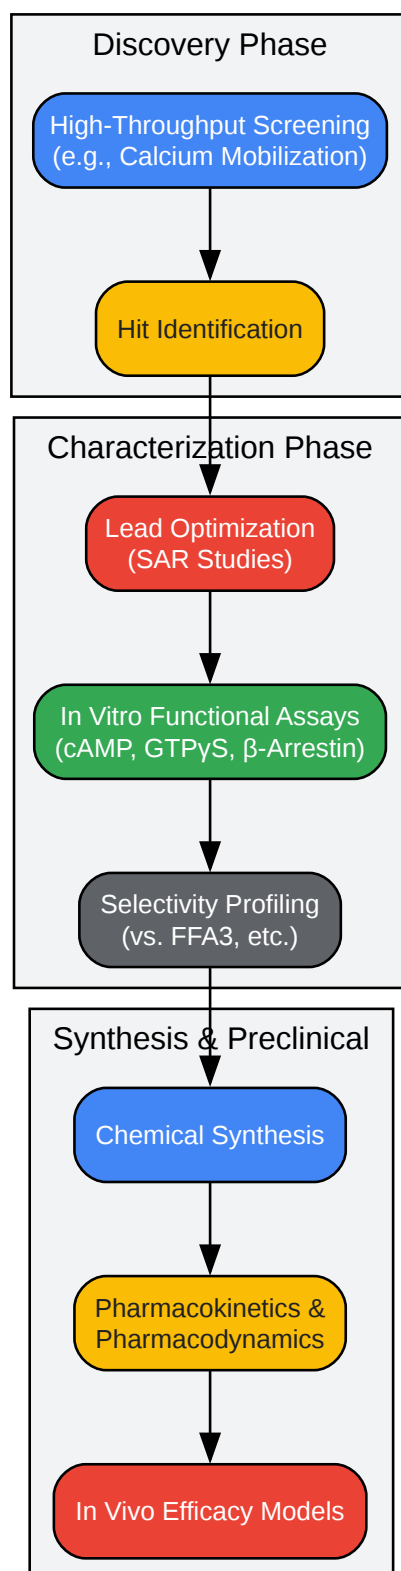 Discovery Phase
High-Throughput Screening
(e.g., Calcium Mobilization)
Hit Identification
Characterization Phase
Lead Optimization
(SAR Studies)
In Vitro Functional Assays
(cAMP, GTPγS, β-Arrestin)
Selectivity Profiling
(vs. FFA3, etc.)
Synthesis & Preclinical
Chemical Synthesis
Pharmacokinetics &
Pharmacodynamics
In Vivo Efficacy Models